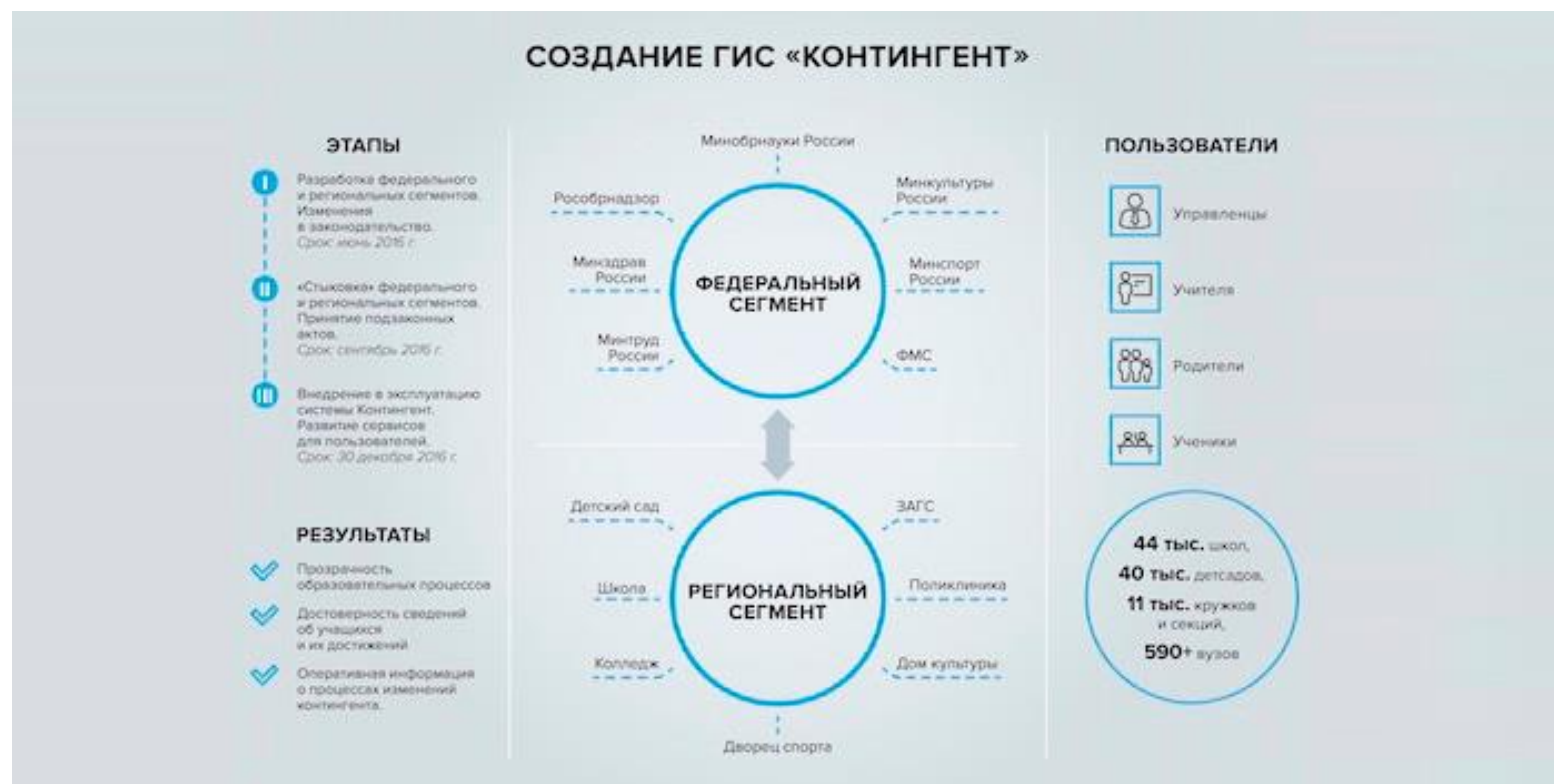 СОЗДАНИЕ ГИС «КОНТИНГЕНТ»
ЭТАПЫ
I
Разработка федерального
и региональных сегментов.
Изменения
в законодательство.
Срок: июнь 2016 г.
II
«Стыковка» федерального
и региональных сегментов.
Принятие подзаконных
актов.
Срок: сентябрь 2016 г.
III
Внедрение в эксплуатацию
системы Контингент.
Развитие сервисов
для пользователей.
Срок: 30 декабря 2016 г.
РЕЗУЛЬТАТЫ
Прозрачность
образовательных процессов
Достоверность сведений
об учащихся
и их достижений
Оперативная информация
о процессах изменений
контингента.
Минобрнауки России
Рособрнадзор
Минкультуры
России
Минздрав
России
Минспорт
России
Минтруд
России
ФМС
ФЕДЕРАЛЬНЫЙ
СЕГМЕНТ
Детский сад
ЗАГС
Школа
Поликлиника
Колледж
Дом культуры
РЕГИОНАЛЬНЫЙ
СЕГМЕНТ
Дворец спорта
ПОЛЬЗОВАТЕЛИ
Управленцы
Учителя
Родители
Ученики
44 тыс. школ,
40 тыс. детсадов,
11 тыс. кружков
и секций,
590+ вузов